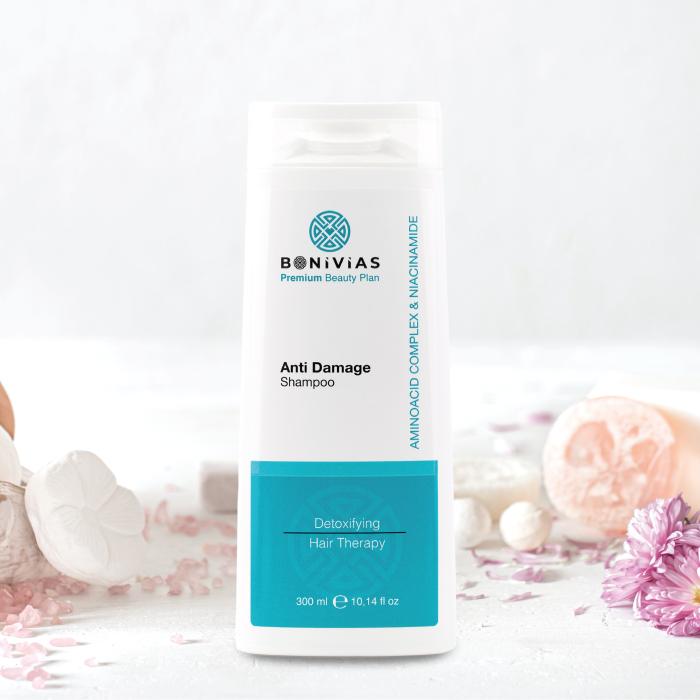 BONiViAS
Premium Beauty Plan
AMINOACID COMPLEX & NIACINAMIDE
Anti Damage
Shampoo
Detoxifying
Hair Therapy
300 ml ℮ 10,14 fl oz